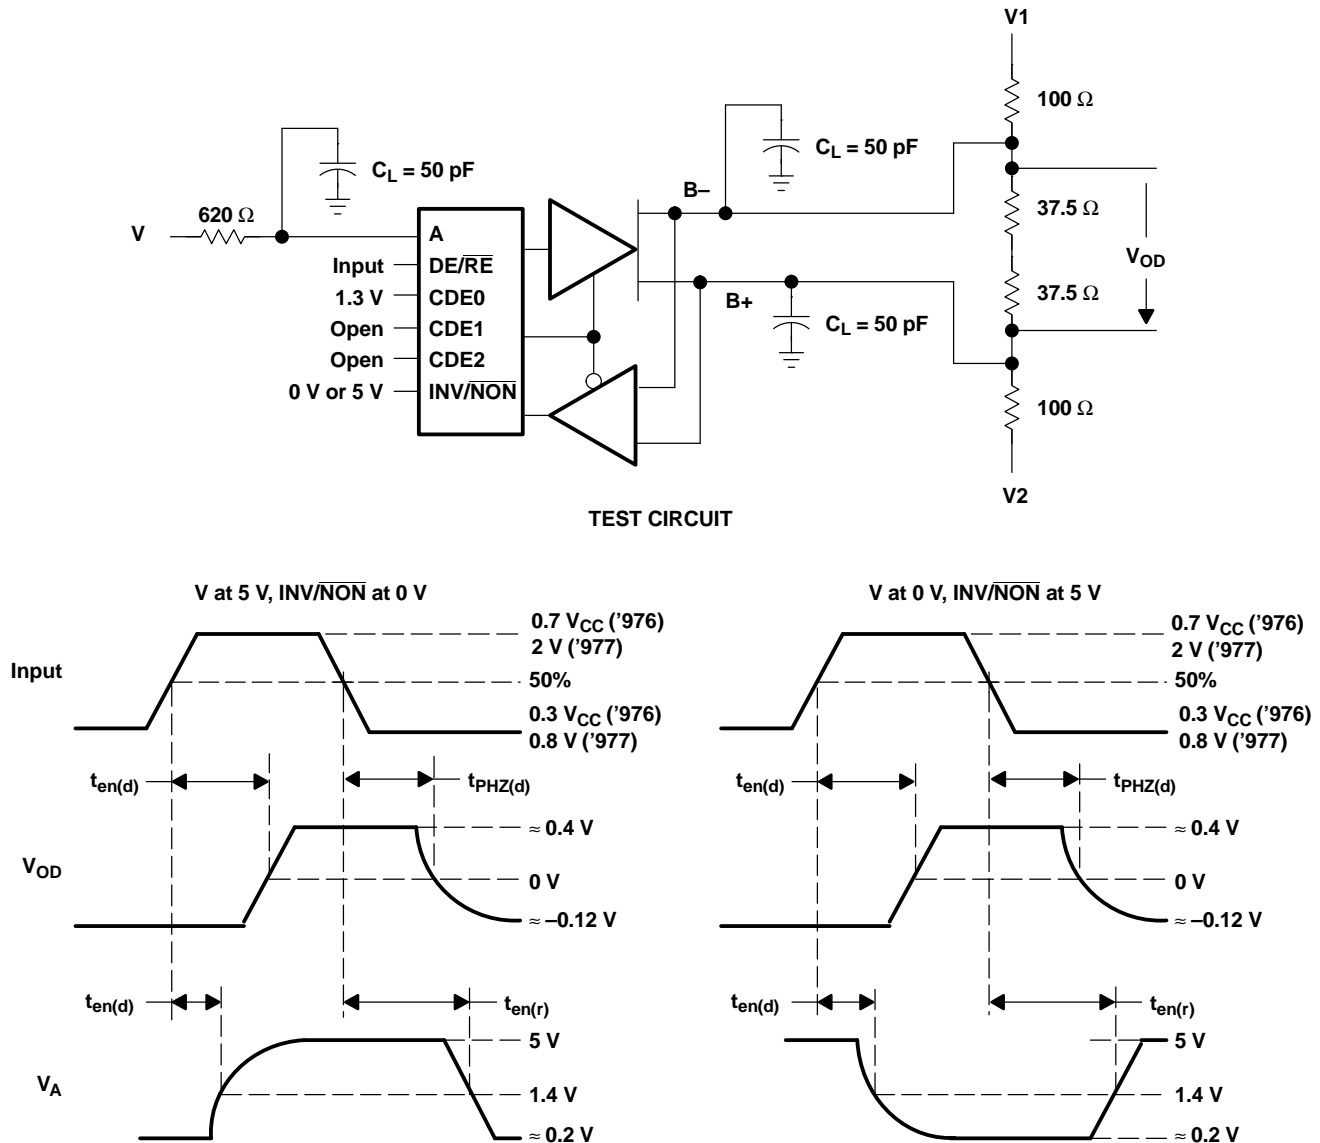 V1
100 Ω
C_L = 50 pF
C_L = 50 pF
B–
620 Ω
37.5 Ω
V
A
V_OD
Input
DE/R̅E̅
1.3 V
CDE0
37.5 Ω
B+
Open
CDE1
C_L = 50 pF
Open
CDE2
0 V or 5 V
INV/N̅O̅N̅
100 Ω
V2
TEST CIRCUIT
V at 5 V, INV/N̅O̅N̅ at 0 V
0.7 V_CC (’976)
2 V (’977)
Input
50%
0.3 V_CC (’976)
0.8 V (’977)
t_en(d)
t_PHZ(d)
≈ 0.4 V
V_OD
0 V
≈ –0.12 V
t_en(d)
t_en(r)
5 V
V_A
1.4 V
≈ 0.2 V
V at 0 V, INV/N̅O̅N̅ at 5 V
0.7 V_CC (’976)
2 V (’977)
50%
0.3 V_CC (’976)
0.8 V (’977)
t_en(d)
t_PHZ(d)
≈ 0.4 V
0 V
≈ –0.12 V
t_en(d)
t_en(r)
5 V
1.4 V
≈ 0.2 V